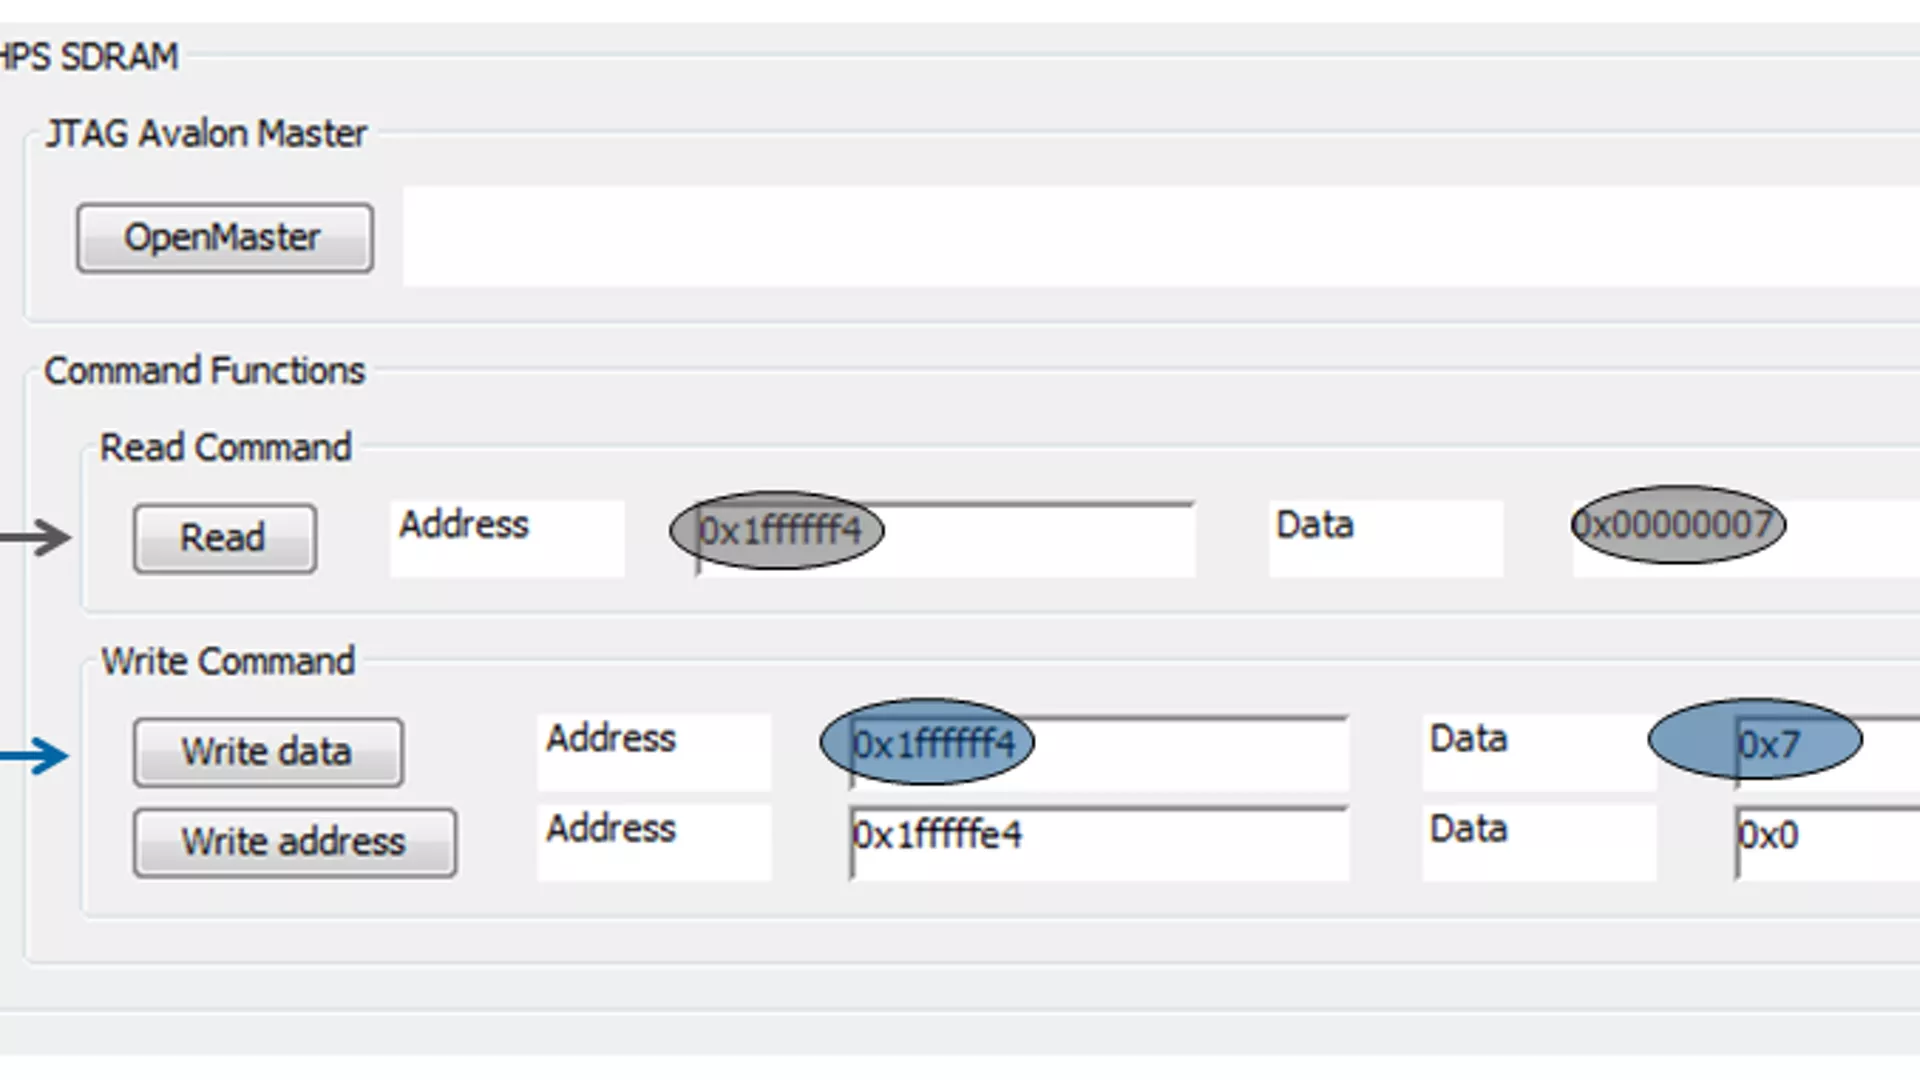 HPS SDRAM
JTAG Avalon Master
OpenMaster
Command Functions
Read Command
Read Address 0x1ffffff4 Data 0x00000007
Write Command
Write data Address 0x1ffffff4 Data 0x7
Write address Address 0x1fffffe4 Data 0x0